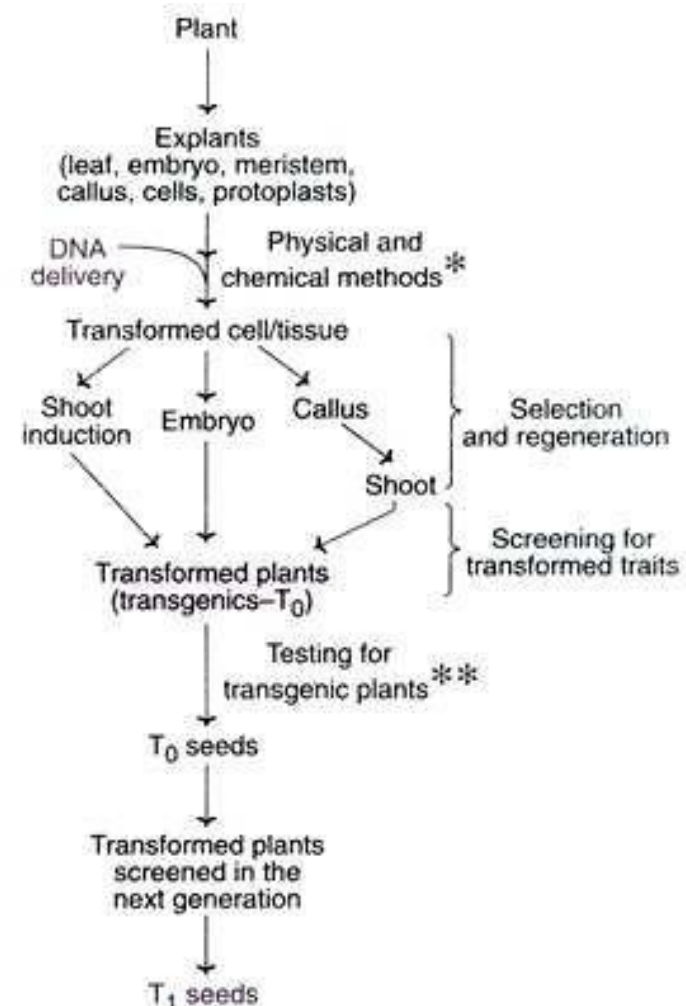 Plant
Explants
(leaf, embryo, meristem,
callus, cells, protoplasts)
DNA
delivery
Physical and
chemical methods*
Transformed cell/tissue
Shoot
induction
Embryo
Callus
Shoot
Selection
and regeneration
Screening for
transformed traits
Transformed plants
(transgenics–T0)
Testing for
transgenic plants**
T0 seeds
Transformed plants
screened in the
next generation
T1 seeds